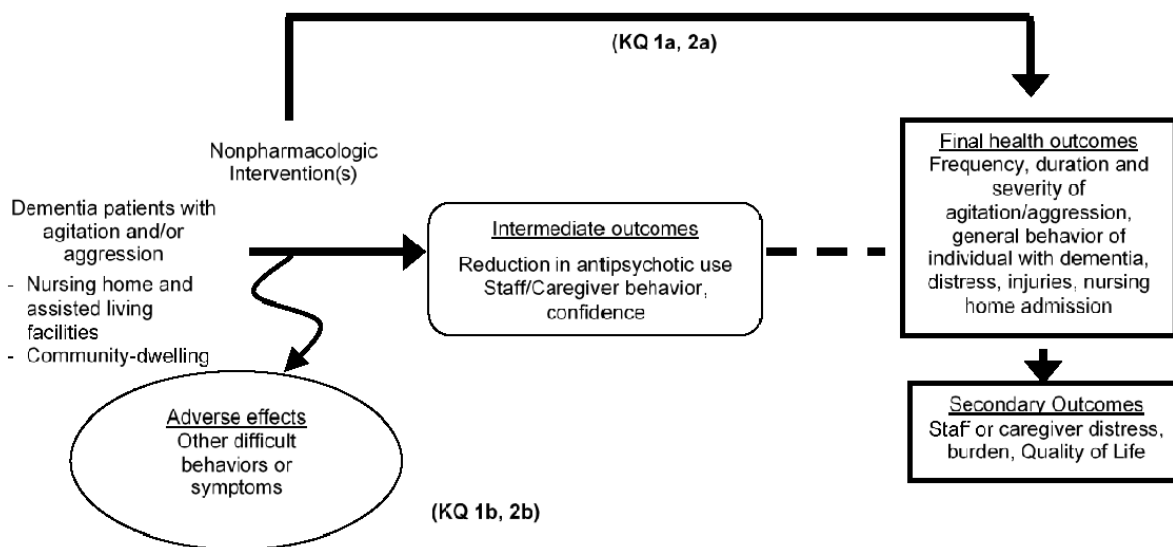 (KQ 1a, 2a)
Nonpharmacologic
Intervention(s)
Dementia patients with
agitation and/or
aggression
- Nursing home and
assisted living
facilities
- Community-dwelling
Intermediate outcomes
Reduction in antipsychotic use
Staff/Caregiver behavior,
confidence
Final health outcomes
Frequency, duration and
severity of
agitation/aggression,
general behavior of
individual with dementia,
distress, injuries, nursing
home admission
Adverse effects
Other difficult
behaviors or
symptoms
(KQ 1b, 2b)
Secondary Outcomes
Staff or caregiver distress,
burden, Quality of Life